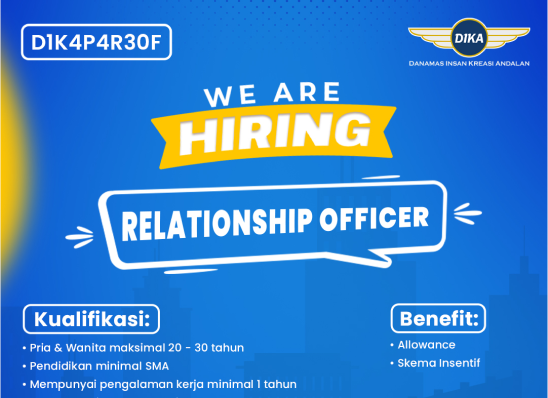 D1K4P4R30F
DIKA
DANAMAS INSAN KREASI ANDALAN
WE ARE
HIRING
RELATIONSHIP OFFICER
Kualifikasi:
• Pria & Wanita maksimal 20 - 30 tahun
• Pendidikan minimal SMA
• Mempunyai pengalaman kerja minimal 1 tahun
Benefit:
• Allowance
• Skema Insentif